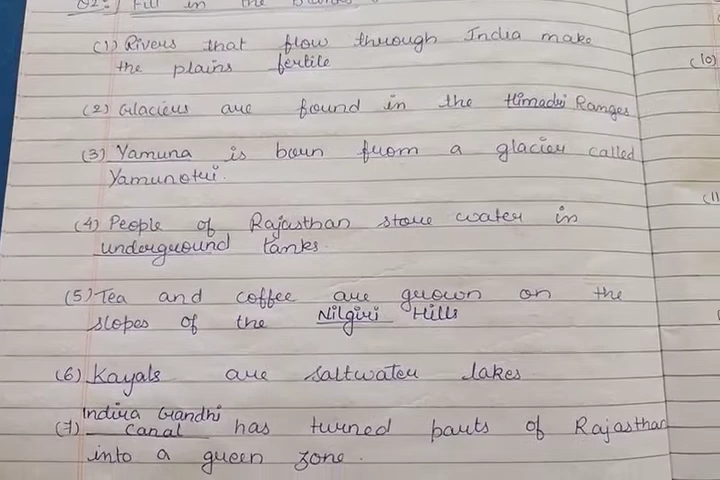 Q2:- Fill in the blanks
(1) Rivers that flow through India make
the plains fertile
(10)
(2) Glaciers are found in the Himadri Ranges
(3) Yamuna is born from a glacier called
Yamunotri.
(4) People of Rajasthan store water in
underground tanks.
(5) Tea and coffee are grown on the
slopes of the Nilgiri Hills
(6) Kayals are saltwater lakes
Indira Gandhi
(7) canal has turned parts of Rajasthan
into a green zone.